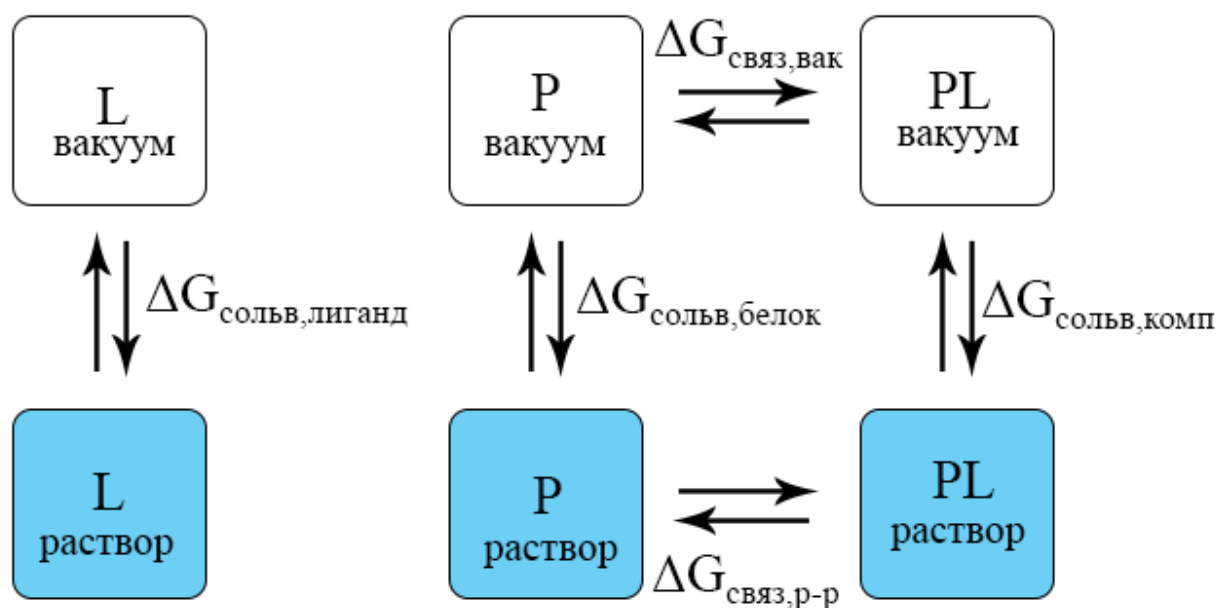 L
вакуум
P
вакуум
ΔGсвяз,вак
PL
вакуум
ΔGсольв,лиганд
ΔGсольв,белок
ΔGсольв,комп
L
раствор
P
раствор
ΔGсвяз,р-р
PL
раствор